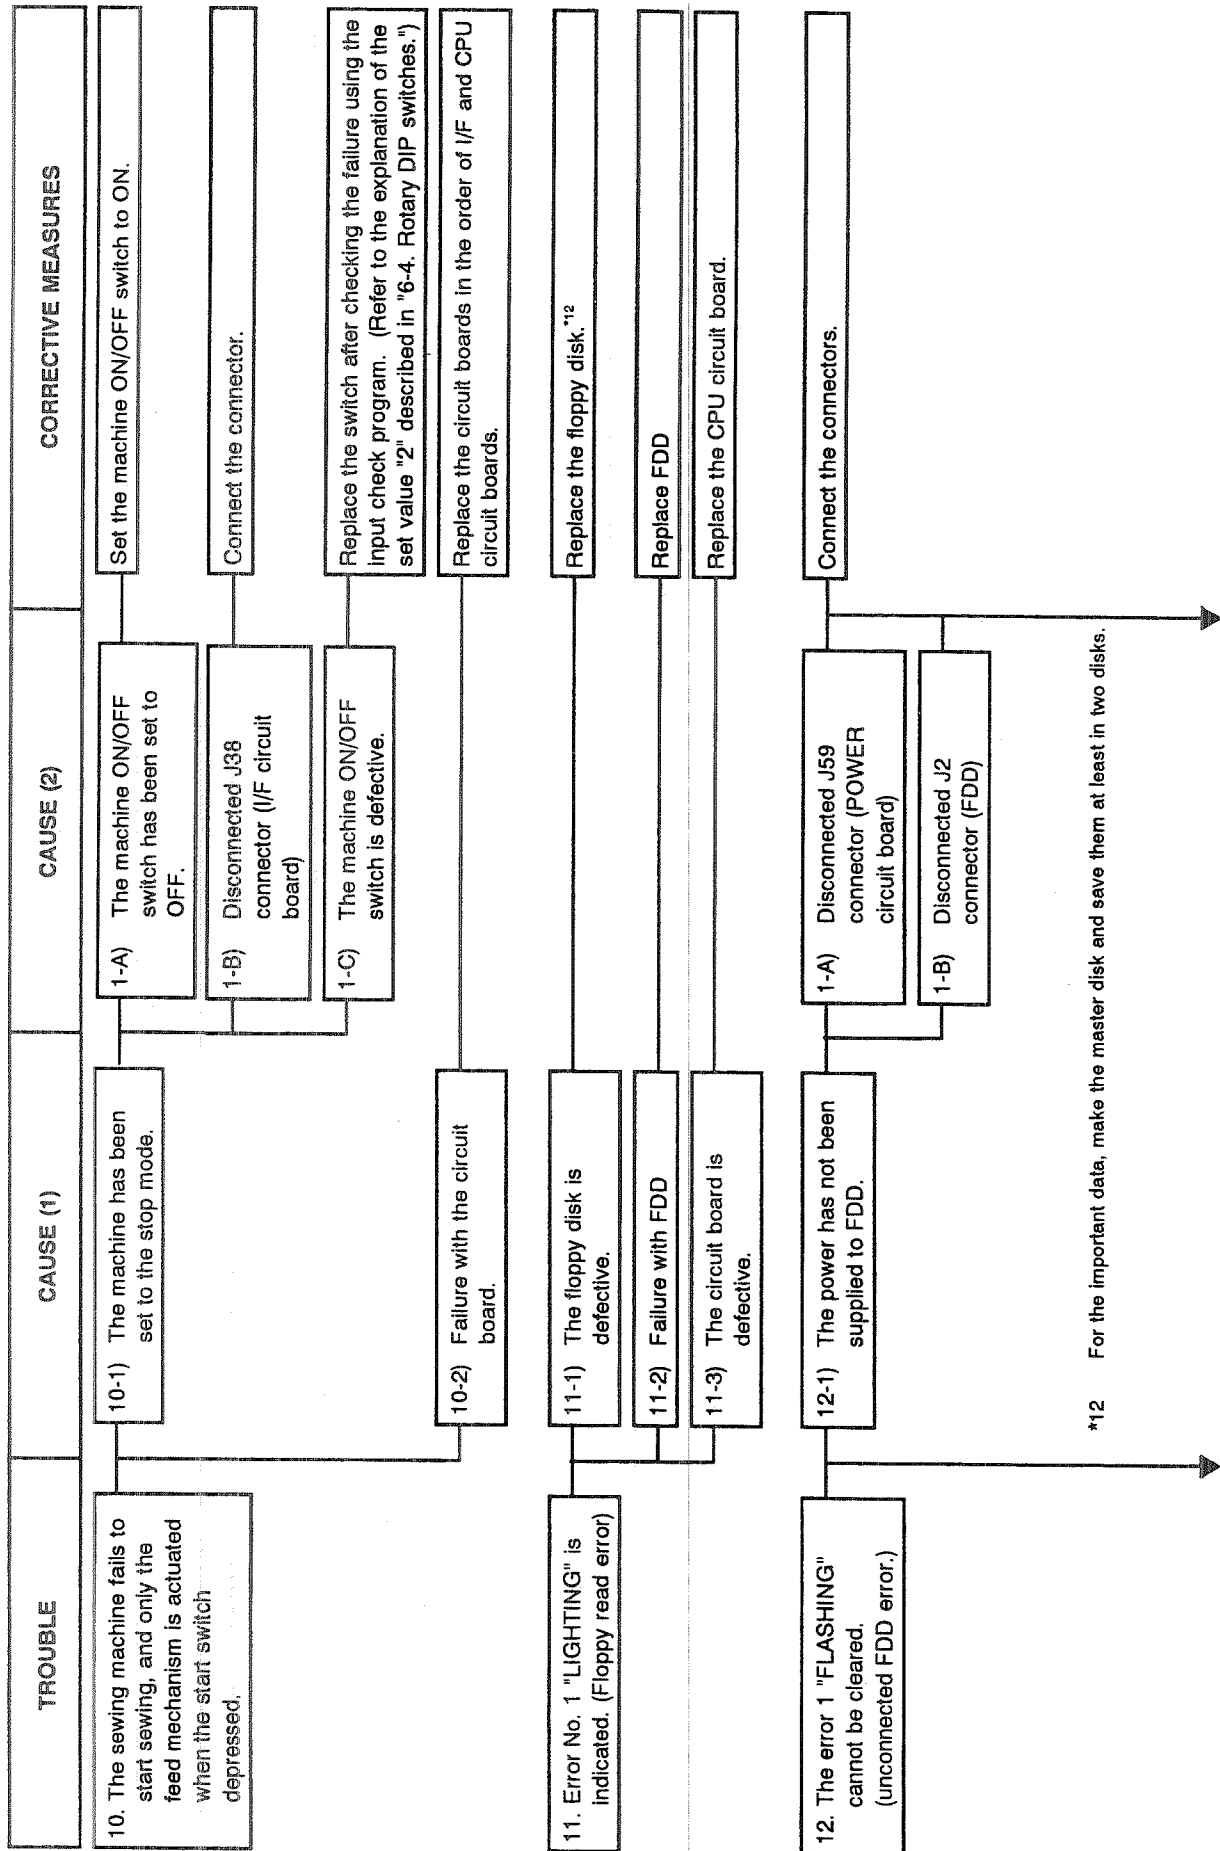 TROUBLE
CAUSE (1)
CAUSE (2)
CORRECTIVE MEASURES
10. The sewing machine fails to
start sewing, and only the
feed mechanism is actuated
when the start switch
depressed,
10-1) The machine has been
set to the stop mode.
1-A) The machine ON/OFF
switch has been set to
OFF.
Set the machine ON/OFF switch to ON.
1-B) Disconnected J38
connector (I/F circuit
board)
Connect the connector.
1-C) The machine ON/OFF
switch is defective.
Replace the switch after checking the failure using the
input check program. (Refer to the explanation of the
set value "2" described in "6-4. Rotary DIP switches.")
10-2) Failure with the circuit
board.
Replace the circuit boards in the order of I/F and CPU
circuit boards.
11. Error No. 1 "LIGHTING" is
indicated. (Floppy read error)
11-1) The floppy disk is
defective.
Replace the floppy disk.*12
11-2) Failure with FDD
Replace FDD
11-3) The circuit board is
defective.
Replace the CPU circuit board.
12. The error 1 "FLASHING"
cannot be cleared.
(unconnected FDD error.)
12-1) The power has not been
supplied to FDD.
1-A) Disconnected J59
connector (POWER
circuit board)
Connect the connectors.
1-B) Disconnected J2
connector (FDD)
*12 For the important data, make the master disk and save them at least in two disks.